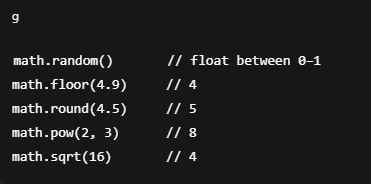 g
math.random()       // float between 0–1
math.floor(4.9)     // 4
math.round(4.5)     // 5
math.pow(2, 3)      // 8
math.sqrt(16)       // 4